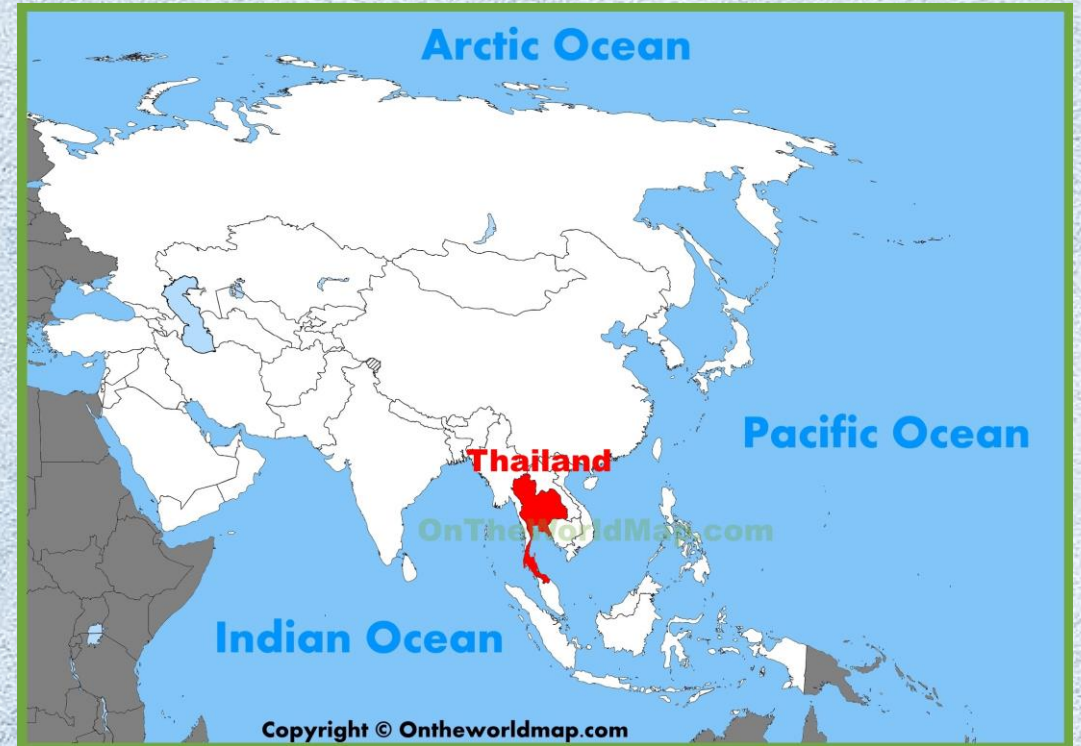 Arctic Ocean
Pacific Ocean
Thailand
OnTheWorldMap.com
Indian Ocean
Copyright © Ontheworldmap.com